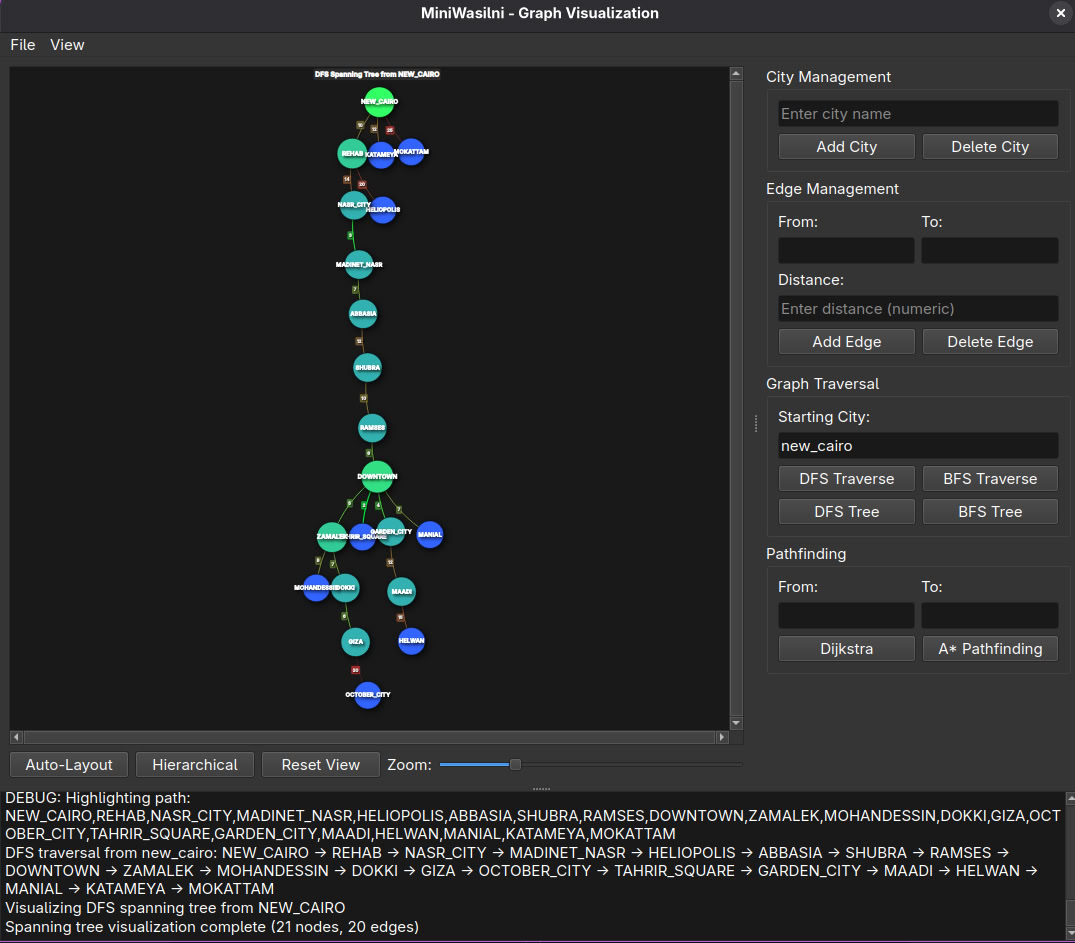 MiniWasilni - Graph Visualization
File View
DFS Spanning Tree from NEW_CAIRO
NEW_CAIRO
REHAB
KATAMEYA
MOKATTAM
NASR_CITY
HELIOPOLIS
MADINET_NASR
7
ABBASIA
SHUBRA
10
RAMSES
DOWNTOWN
7
ZAMALEK
GARDEN_CITY
MANIAL
7
MOHANDESSIN
DOKKI
MAADI
GIZA
HELWAN
OCTOBER_CITY
City Management
Enter city name
Add City
Delete City
Edge Management
From:
To:
Distance:
Enter distance (numeric)
Add Edge
Delete Edge
Graph Traversal
Starting City:
new_cairo
DFS Traverse
BFS Traverse
DFS Tree
BFS Tree
Pathfinding
From:
To:
Dijkstra
A* Pathfinding
Auto-Layout
Hierarchical
Reset View
Zoom:
DEBUG: Highlighting path:
NEW_CAIRO,REHAB,NASR_CITY,MADINET_NASR,HELIOPOLIS,ABBASIA,SHUBRA,RAMSES,DOWNTOWN,ZAMALEK,MOHANDESSIN,DOKKI,GIZA,OCT
OBER_CITY,TAHRIR_SQUARE,GARDEN_CITY,MAADI,HELWAN,MANIAL,KATAMEYA,MOKATTAM
DFS traversal from new_cairo: NEW_CAIRO → REHAB → NASR_CITY → MADINET_NASR → HELIOPOLIS → ABBASIA → SHUBRA → RAMSES →
DOWNTOWN → ZAMALEK → MOHANDESSIN → DOKKI → GIZA → OCTOBER_CITY → TAHRIR_SQUARE → GARDEN_CITY → MAADI → HELWAN →
MANIAL → KATAMEYA → MOKATTAM
Visualizing DFS spanning tree from NEW_CAIRO
Spanning tree visualization complete (21 nodes, 20 edges)